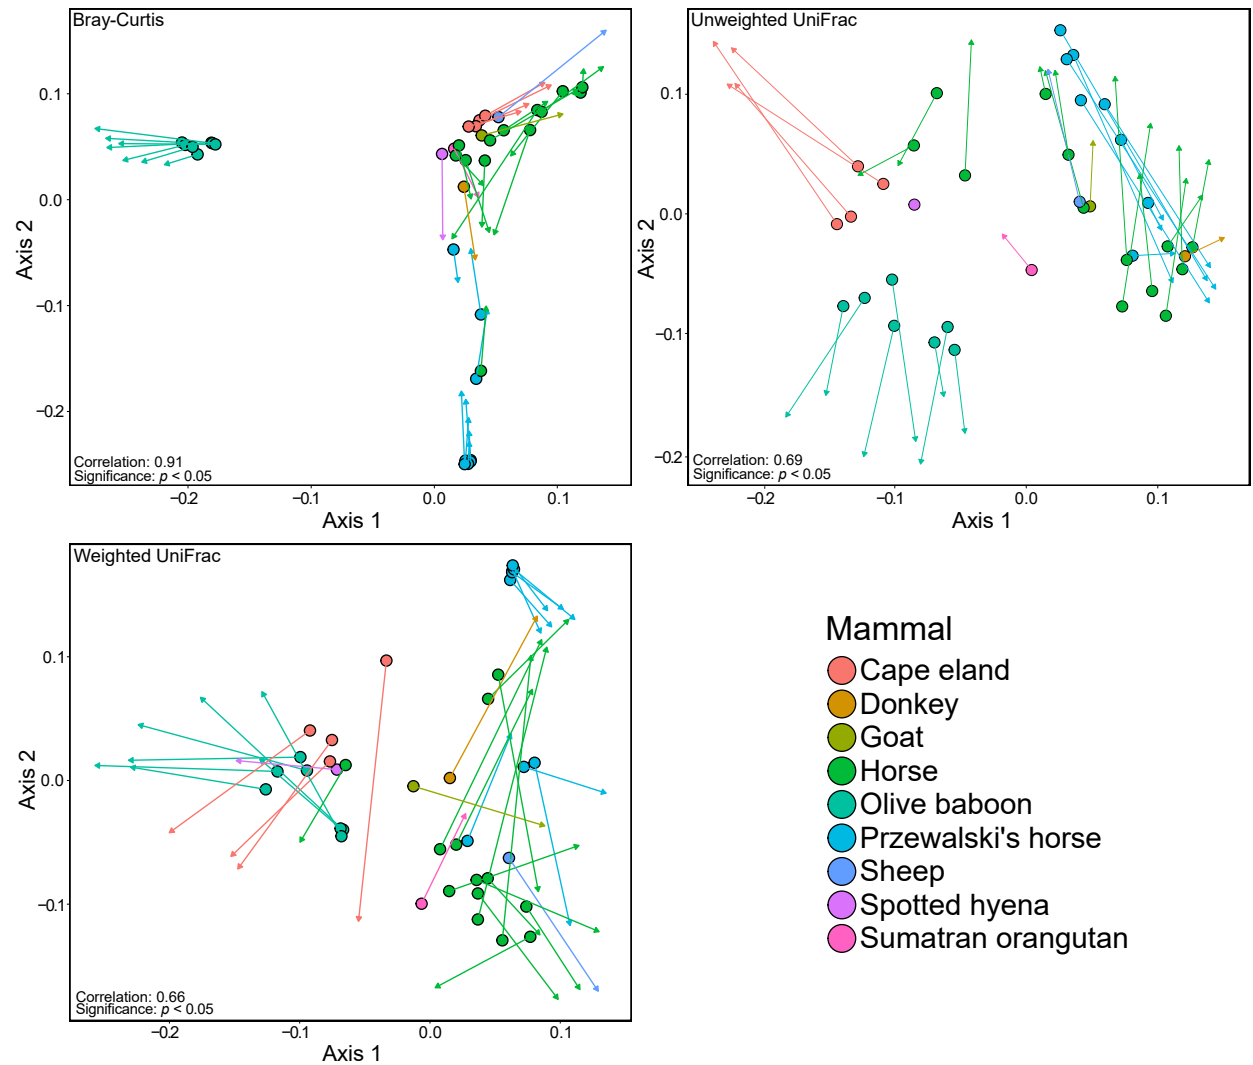 Bray-Curtis
0.1
0.0
−0.1
−0.2
Axis 2
Correlation: 0.91
Significance: p < 0.05
−0.2
−0.1
0.0
0.1
Axis 1
Unweighted UniFrac
0.1
0.0
−0.1
−0.2
Axis 2
Correlation: 0.69
Significance: p < 0.05
−0.2
−0.1
0.0
0.1
Axis 1
Weighted UniFrac
0.1
0.0
−0.1
Axis 2
Correlation: 0.66
Significance: p < 0.05
−0.2
−0.1
0.0
0.1
Axis 1
Mammal
Cape eland
Donkey
Goat
Horse
Olive baboon
Przewalski's horse
Sheep
Spotted hyena
Sumatran orangutan